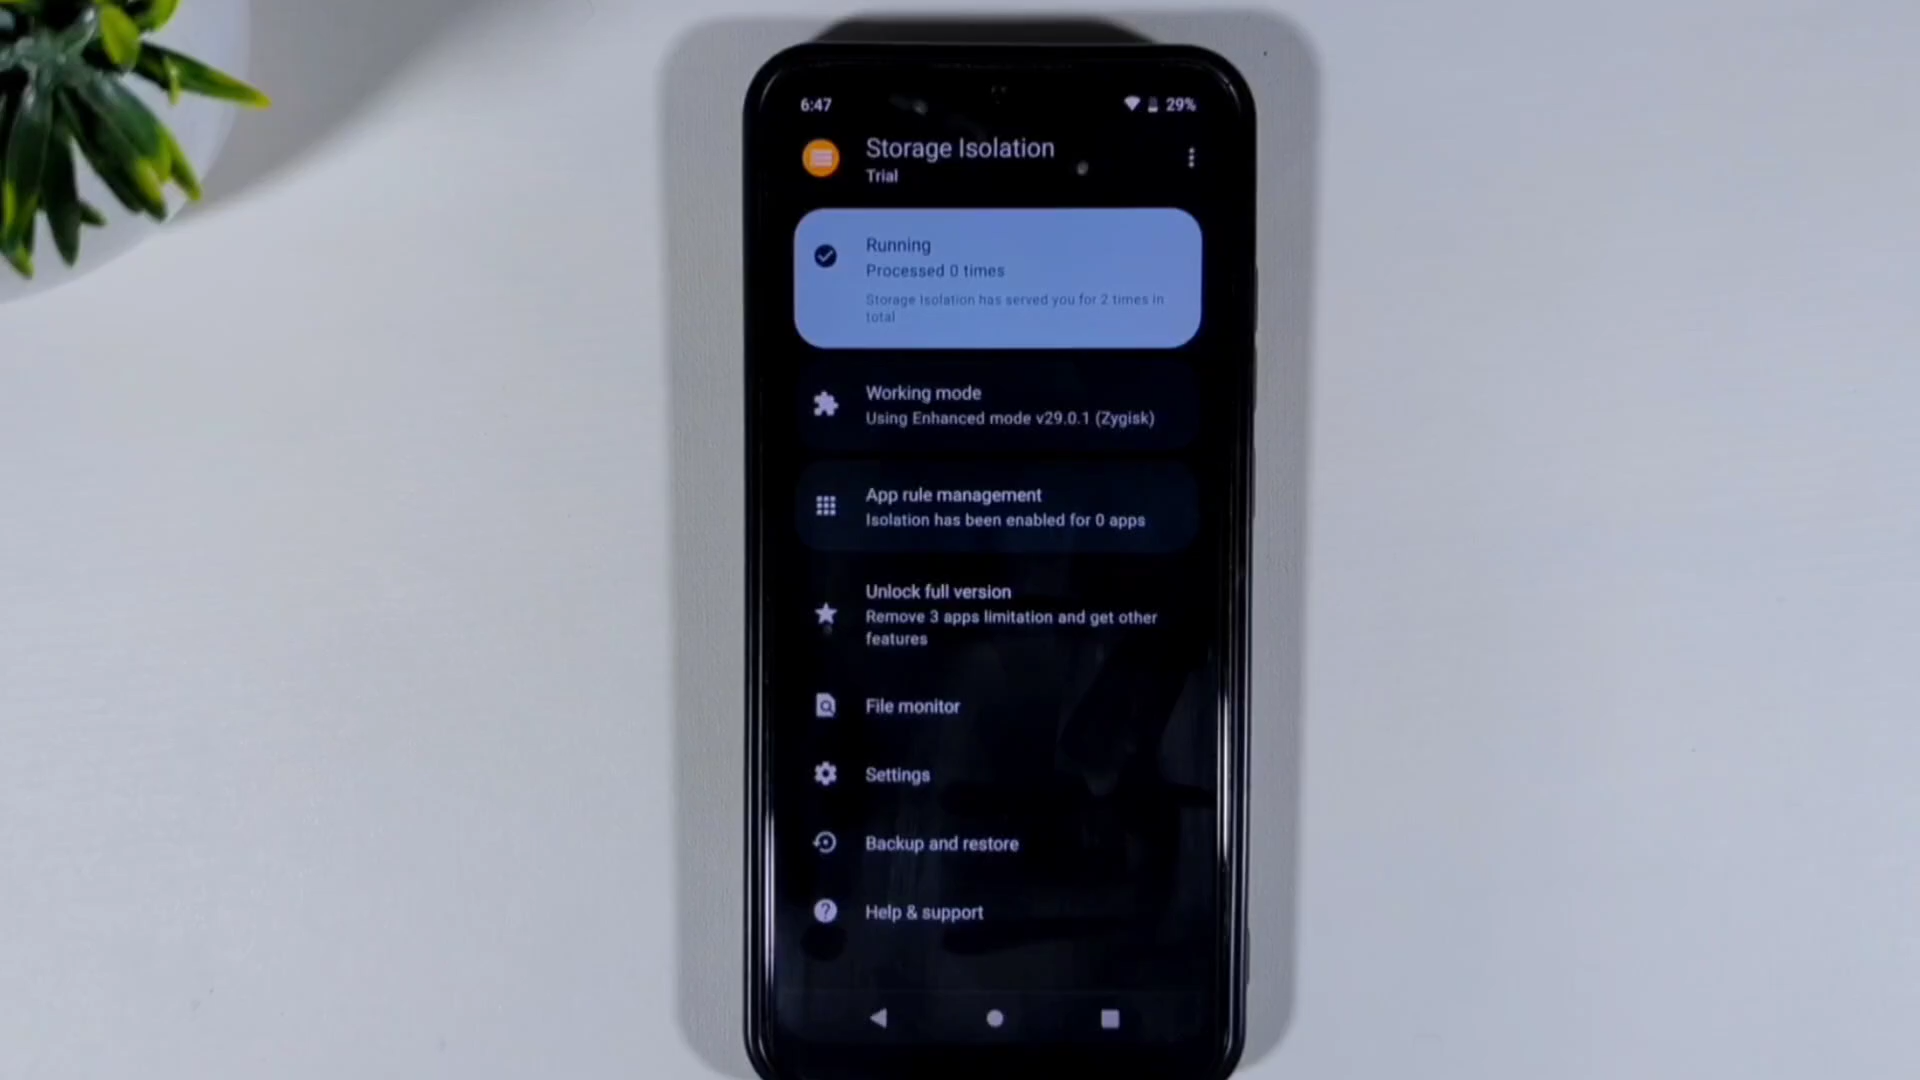 6:47
29%
Storage Isolation
Trial
Running
Processed 0 times
Storage Isolation has served you for 2 times in
total
Working mode
Using Enhanced mode v29.0.1 (Zygisk)
App rule management
Isolation has been enabled for 0 apps
Unlock full version
Remove 3 apps limitation and get other
features
File monitor
Settings
Backup and restore
Help & support